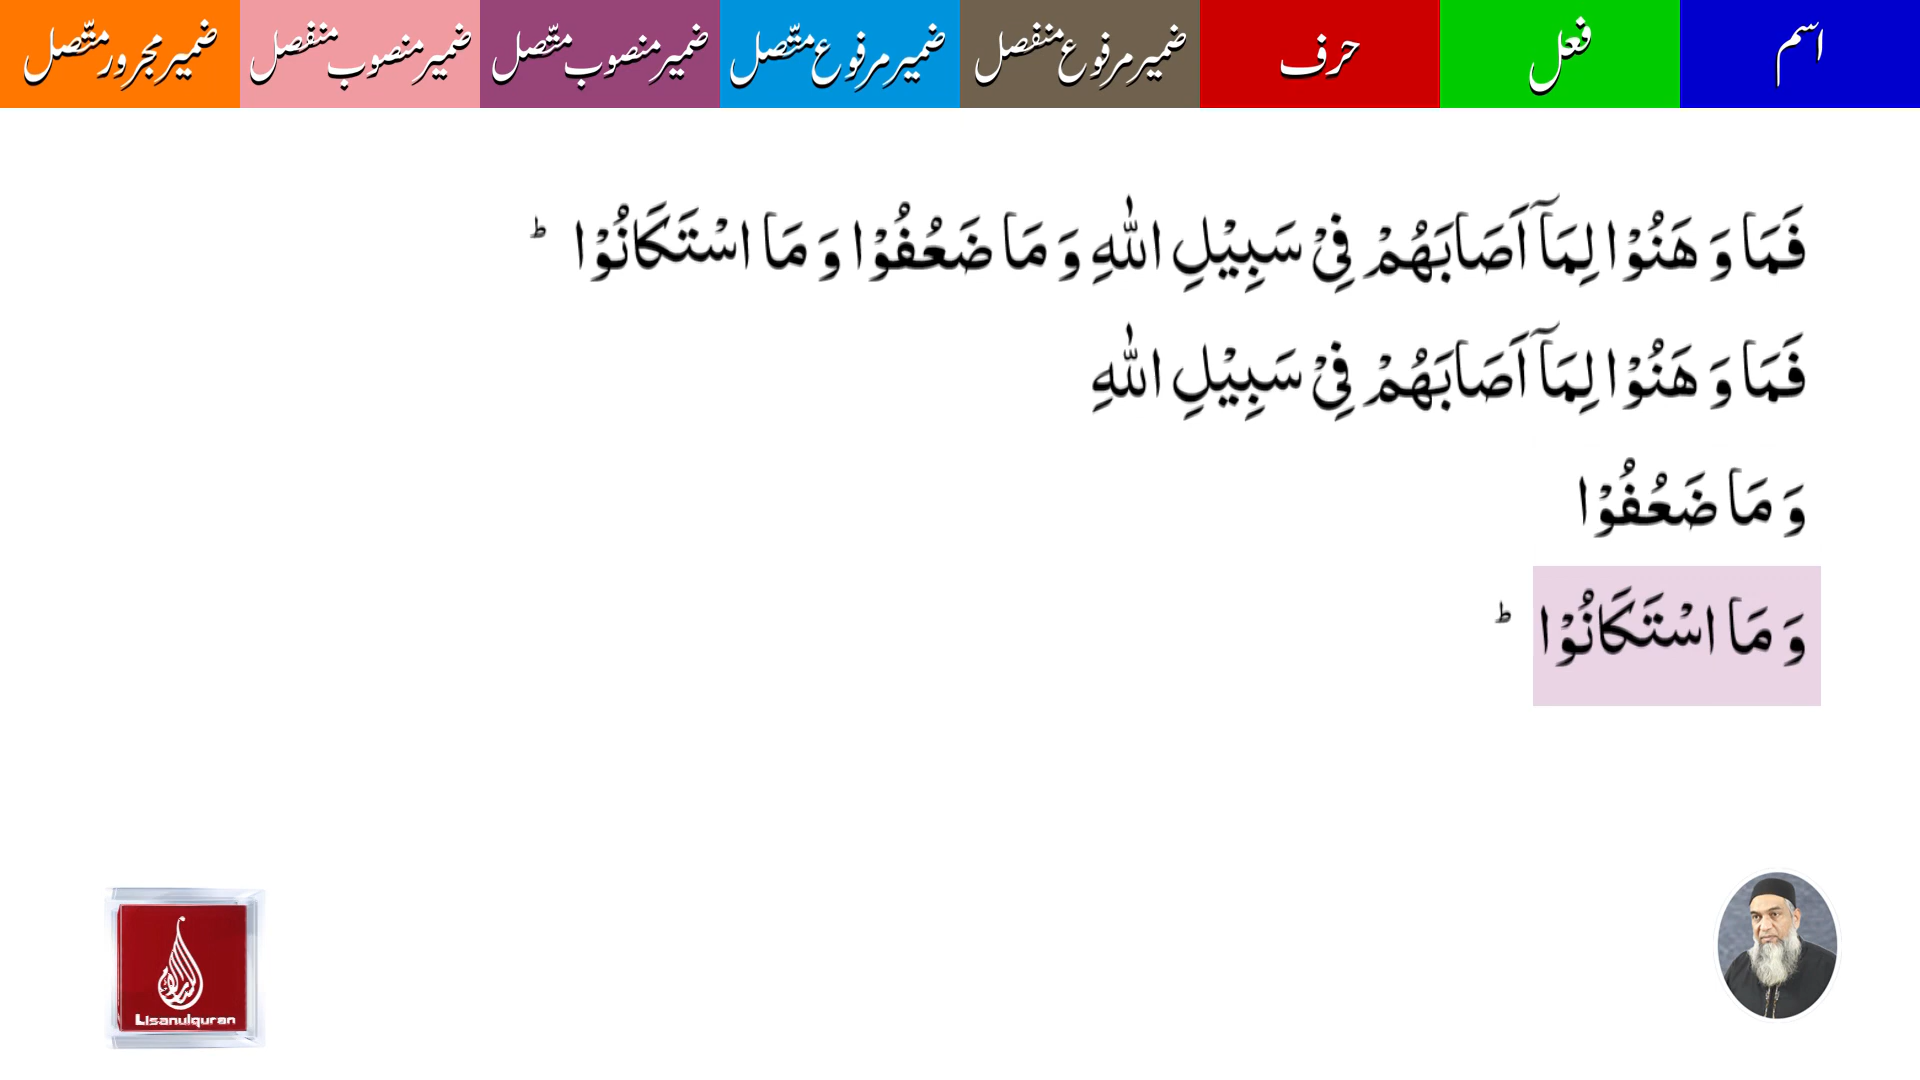 اسم فعل حرف ضمیر مرفوع منفصل ضمیر مرفوع متّصل ضمیر منصوب متّصل ضمیر منصوب منفصل ضمیر مجرور متّصل
فَمَا وَ هَنُوْا لِمَاۤ اَصَابَهُمْ فِیْ سَبِیْلِ اللّٰهِ وَ مَا ضَعُفُوْا وَ مَا اسْتَكَانُوْا ؕ
فَمَا وَ هَنُوْا لِمَاۤ اَصَابَهُمْ فِیْ سَبِیْلِ اللّٰهِ
وَ مَا ضَعُفُوْا
وَ مَا اسْتَكَانُوْا ؕ
Lisanulquran